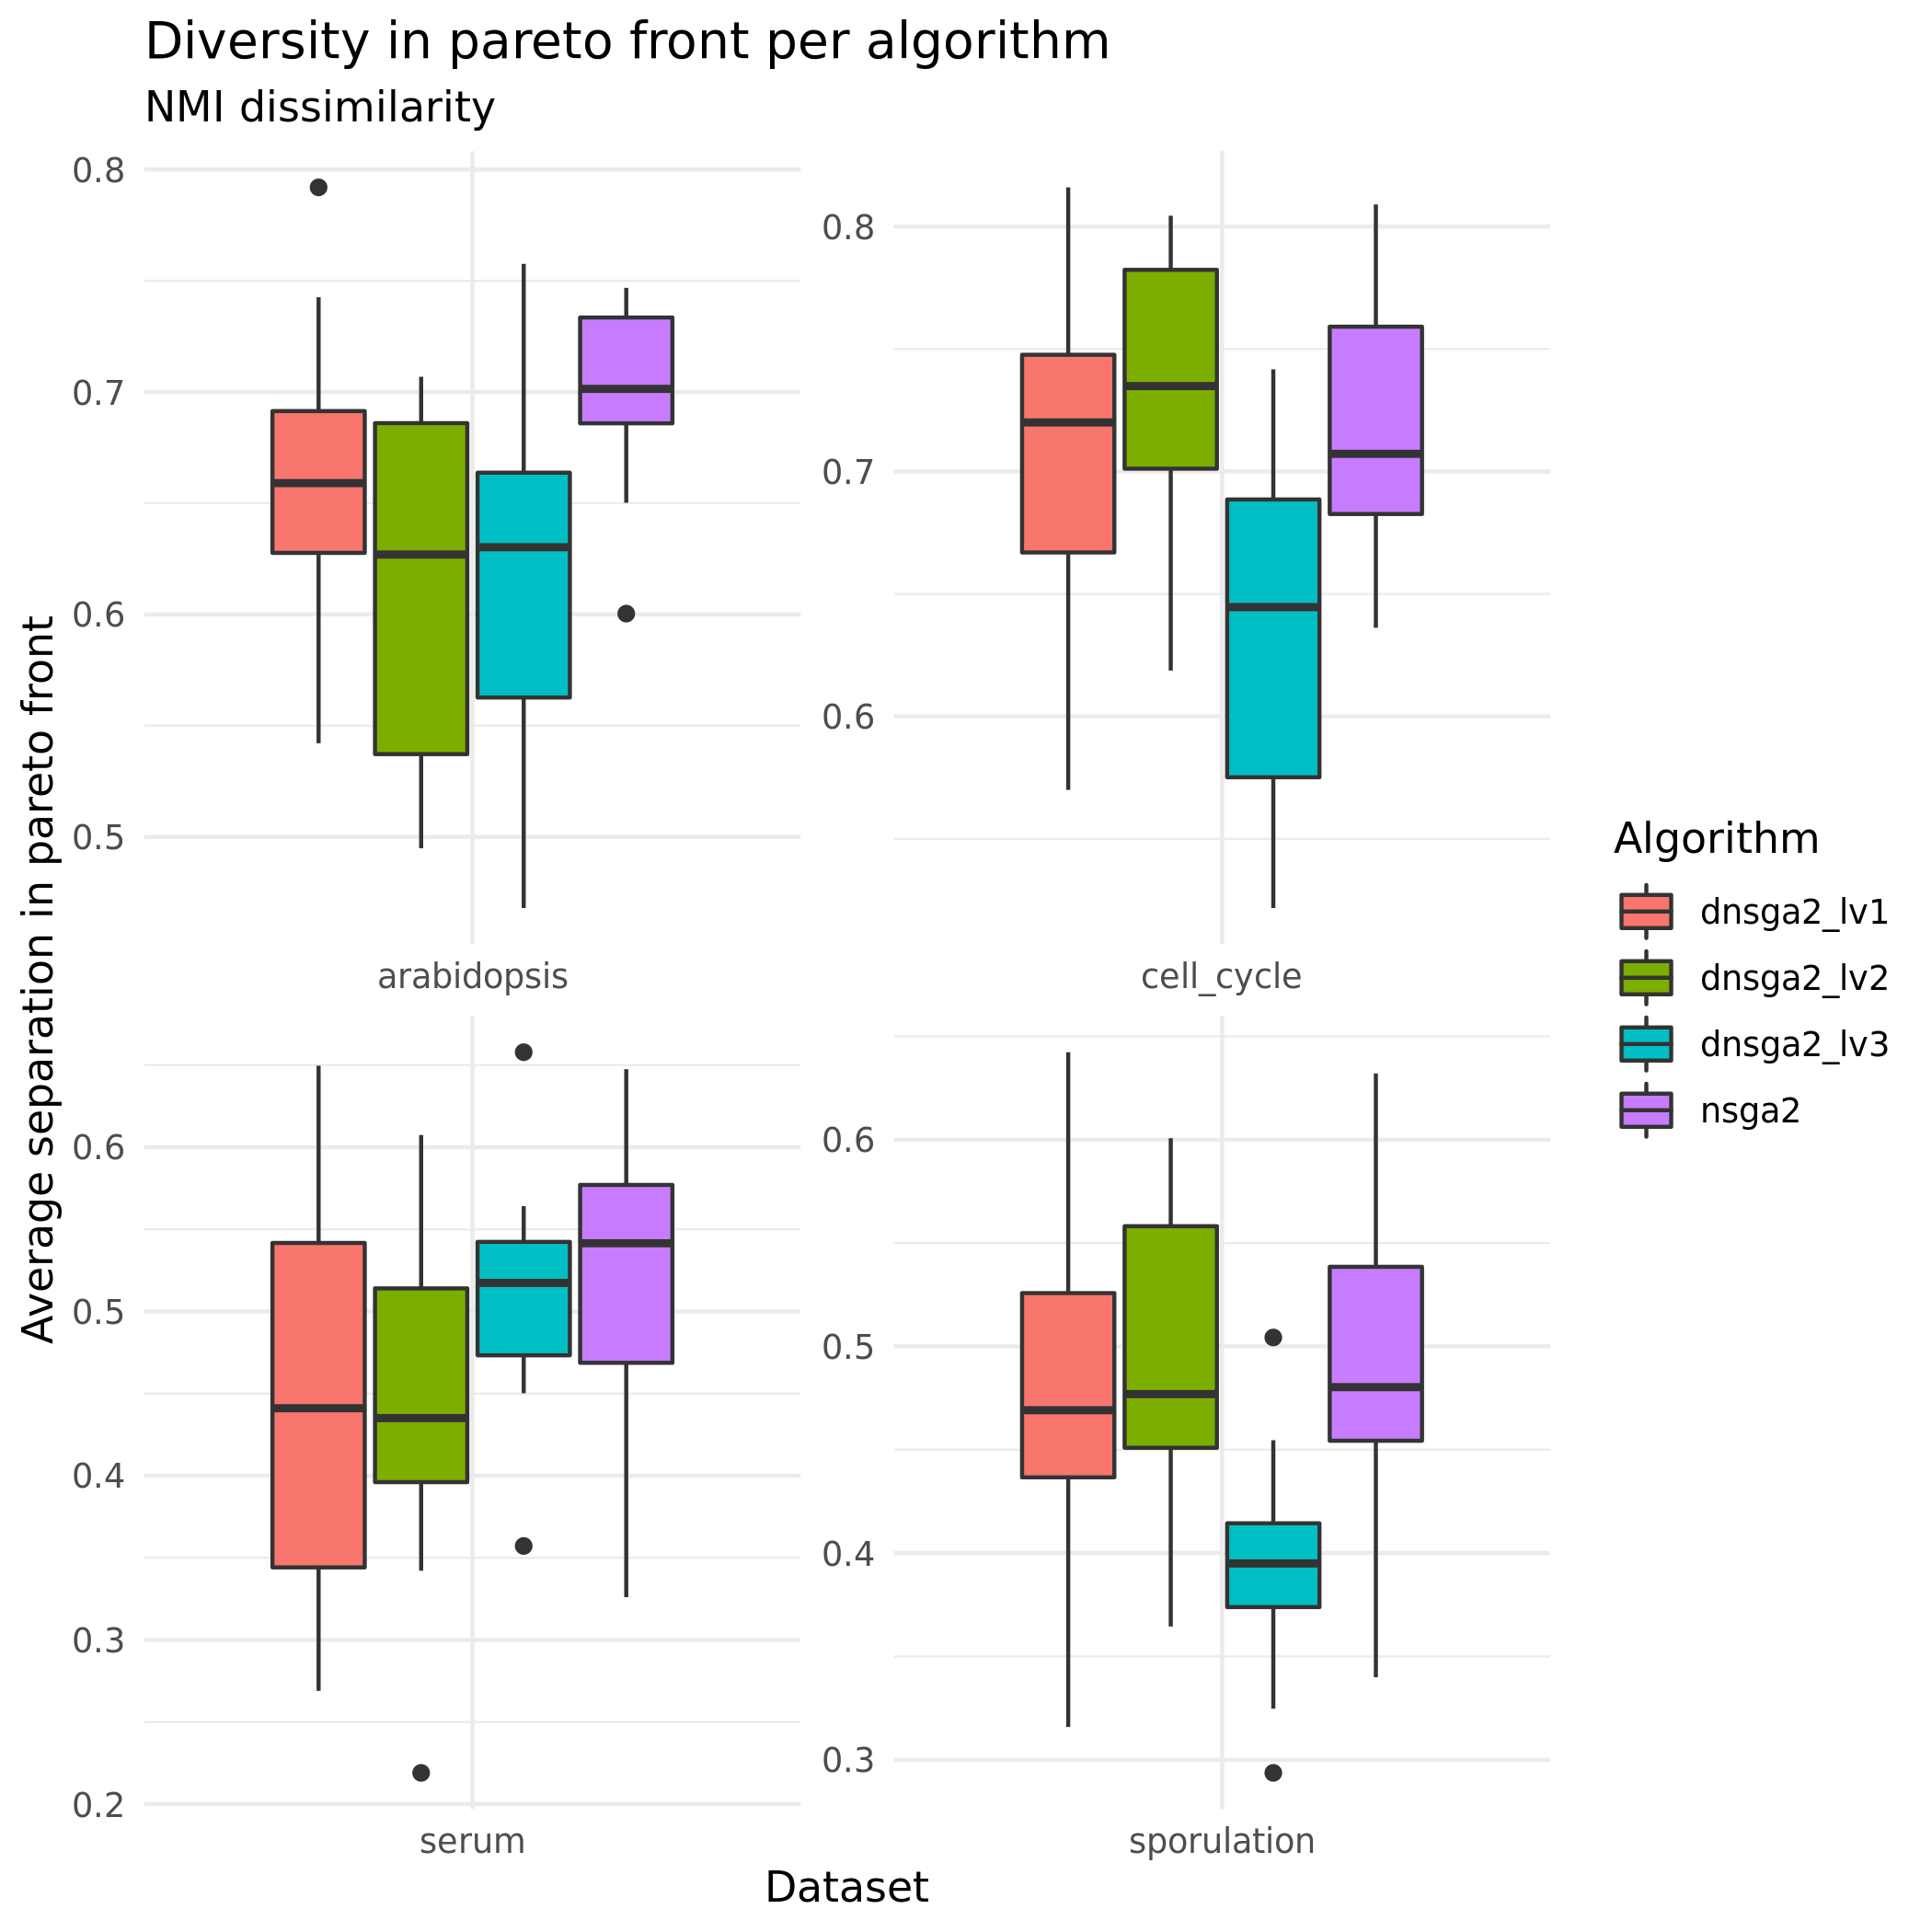 Diversity in pareto front per algorithm
NMI dissimilarity
Average separation in pareto front
0.8
0.7
0.6
0.5
arabidopsis
0.8
0.7
0.6
cell_cycle
0.6
0.5
0.4
0.3
0.2
serum
0.6
0.5
0.4
0.3
sporulation
Dataset
Algorithm
dnsga2_lv1
dnsga2_lv2
dnsga2_lv3
nsga2